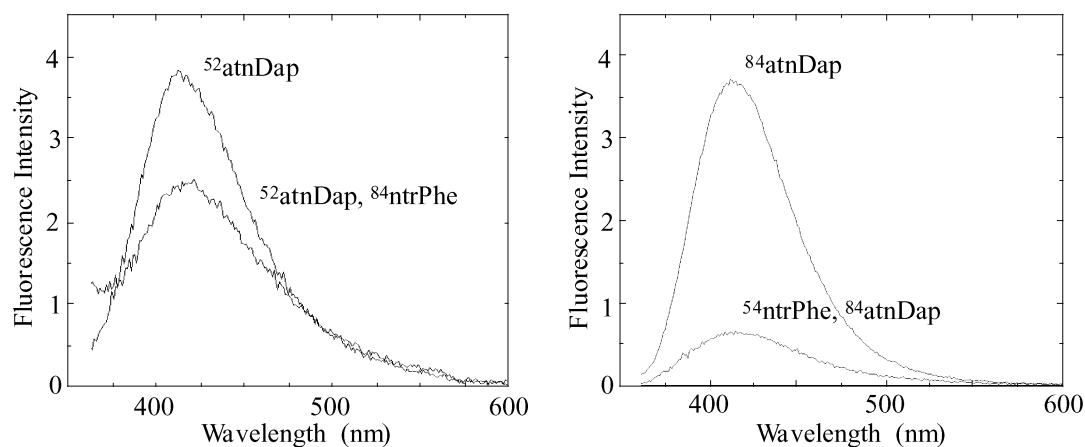 4
3
2
1
0
Fluorescence Intensity
⁵²atnDap
⁵²atnDap, ⁸⁴ntrPhe
400 500 600
Wavelength (nm)
4
3
2
1
0
Fluorescence Intensity
⁸⁴atnDap
⁵⁴ntrPhe, ⁸⁴atnDap
400 500 600
Wavelength (nm)